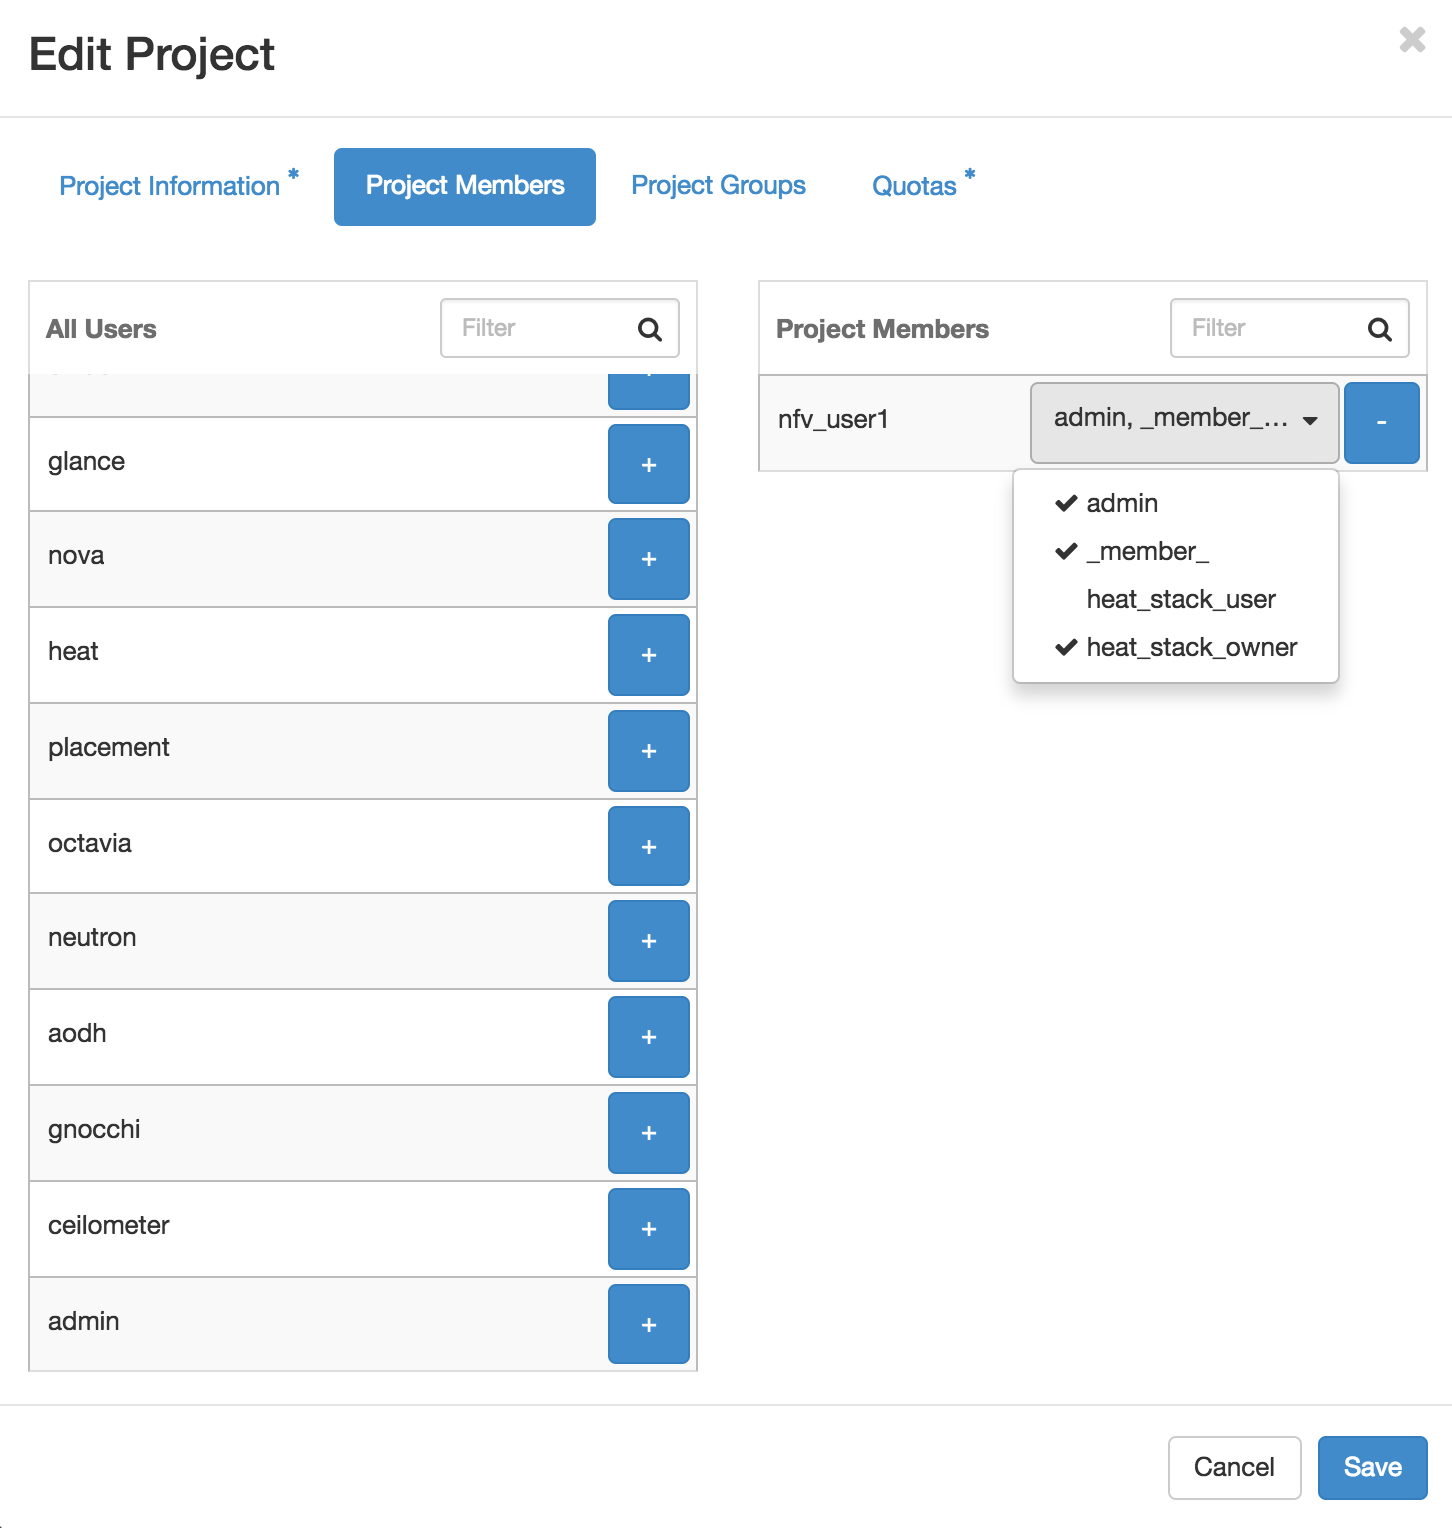 Edit Project
Project Information *
Project Members
Project Groups
Quotas *
All Users
Filter
glance
+
nova
+
heat
+
placement
+
octavia
+
neutron
+
aodh
+
gnocchi
+
ceilometer
+
admin
+
Project Members
Filter
nfv_user1
admin, _member_...
-
admin
_member_
heat_stack_user
heat_stack_owner
Cancel
Save